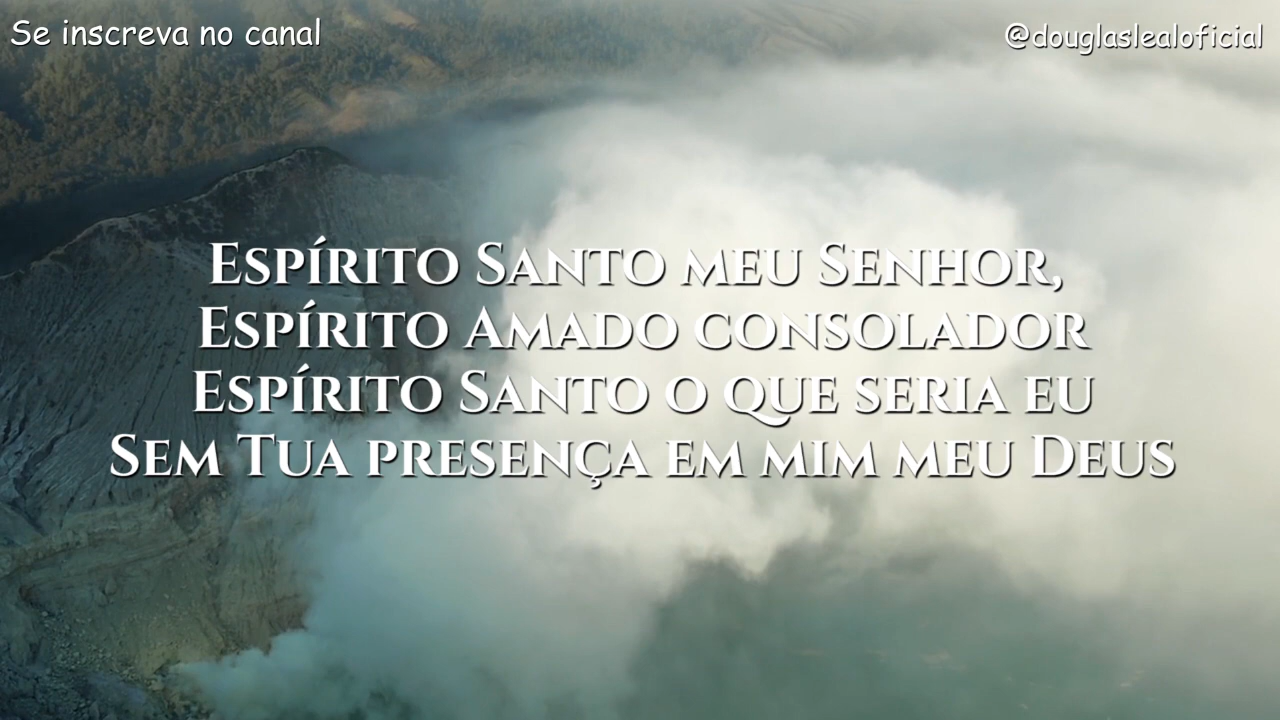 Se inscreva no canal
@douglaslealoficial
Espírito Santo meu Senhor,
Espírito Amado consolador
Espírito Santo o que seria eu
Sem Tua presença em mim meu Deus